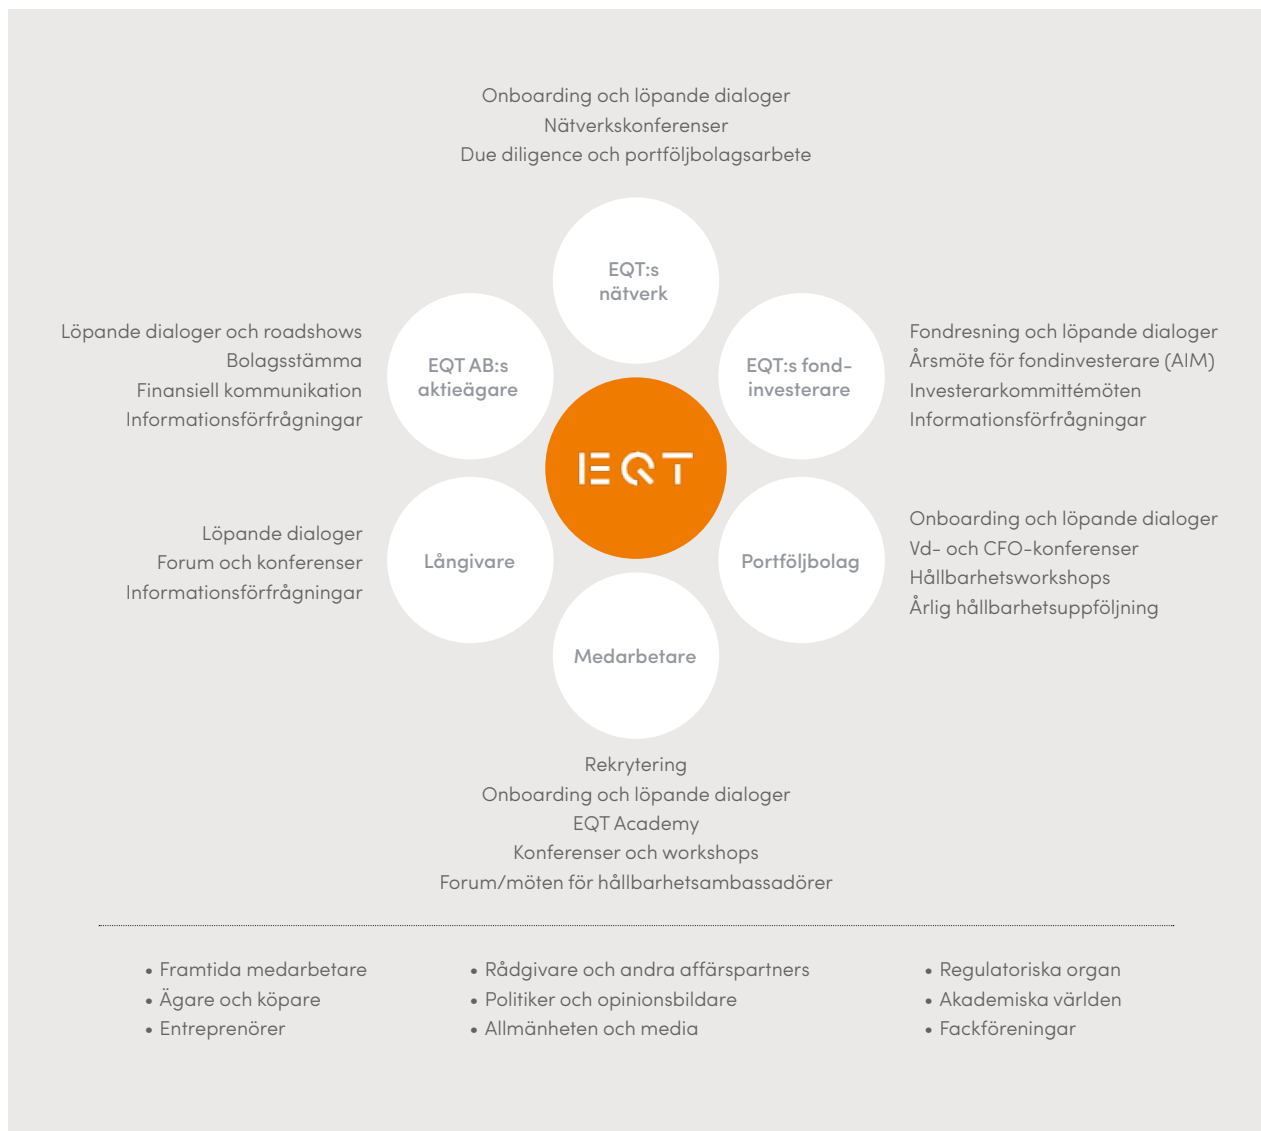 Onboarding och löpande dialoger
Nätverkskonferenser
Due diligence och portföljbolagsarbete
EQT:s
nätverk
Löpande dialoger och roadshows
Bolagsstämma
Finansiell kommunikation
Informationsförfrågningar
EQT AB:s
aktieägare
EQT:s fond-
investerare
Fondresning och löpande dialoger
Årsmöte för fondinvesterare (AIM)
Investerarkommittémöten
Informationsförfrågningar
EQT
Löpande dialoger
Forum och konferenser
Informationsförfrågningar
Långivare
Portföljbolag
Onboarding och löpande dialoger
Vd- och CFO-konferenser
Hållbarhetsworkshops
Årlig hållbarhetsuppföljning
Medarbetare
Rekrytering
Onboarding och löpande dialoger
EQT Academy
Konferenser och workshops
Forum/möten för hållbarhetsambassadörer
• Framtida medarbetare
• Ägare och köpare
• Entreprenörer
• Rådgivare och andra affärspartners
• Politiker och opinionsbildare
• Allmänheten och media
• Regulatoriska organ
• Akademiska världen
• Fackföreningar